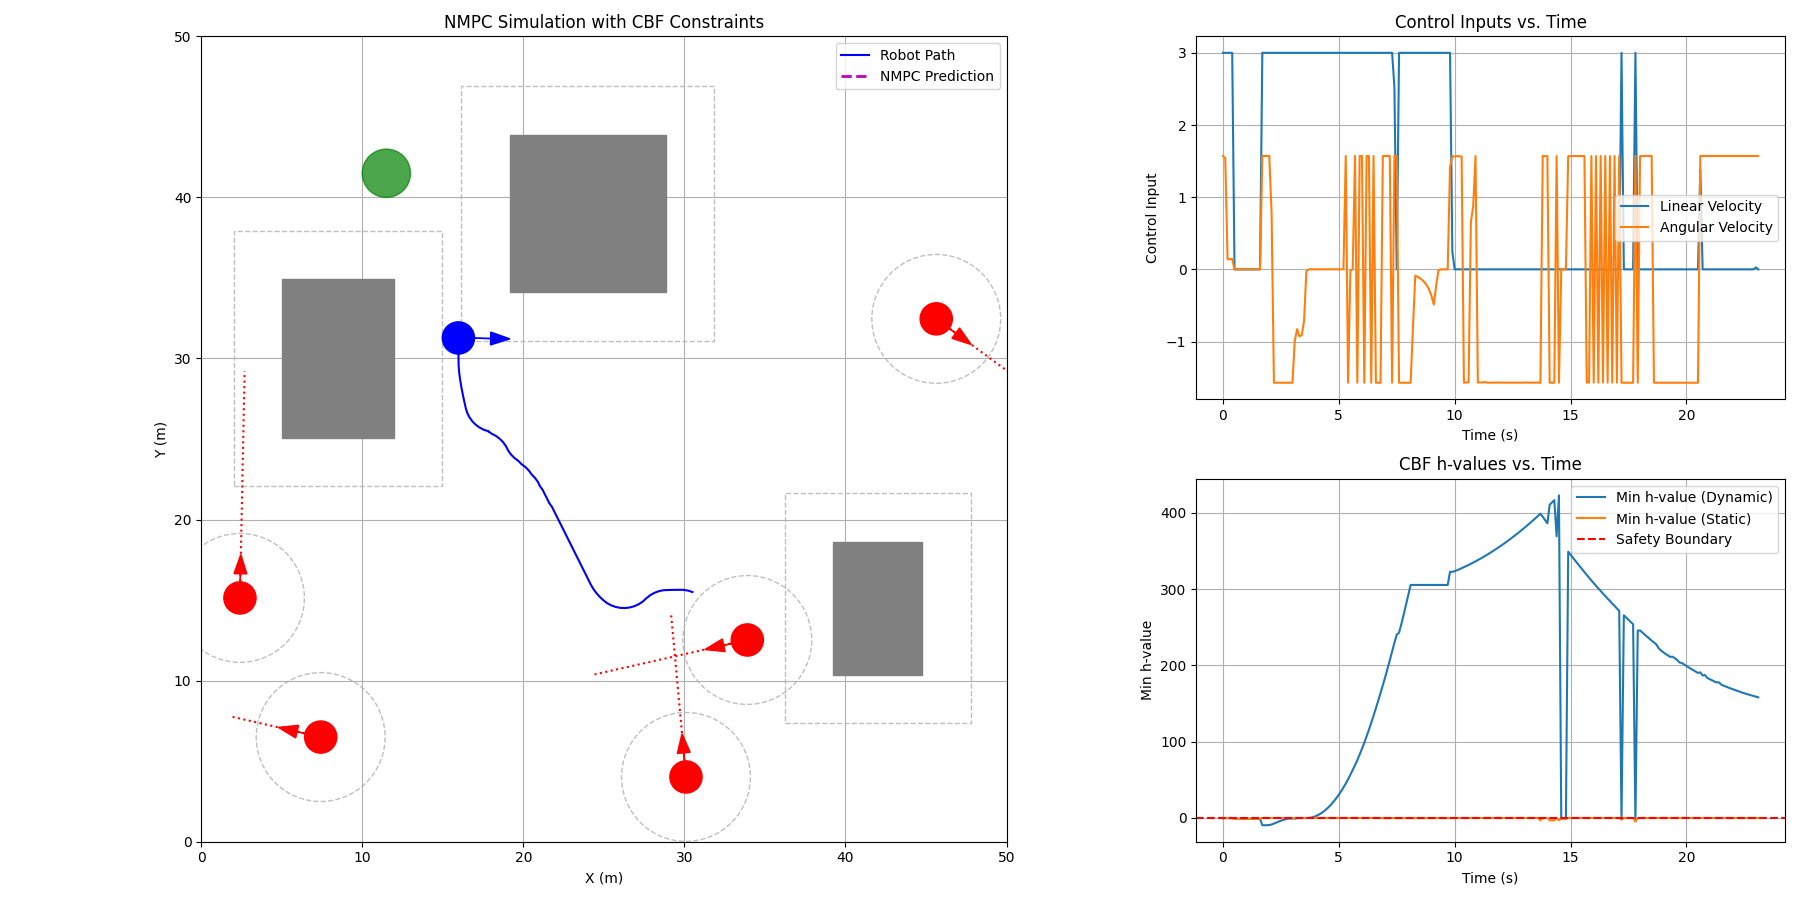 NMPC Simulation with CBF Constraints
Robot Path
NMPC Prediction
50
40
30
20
10
0
Y (m)
0 10 20 30 40 50
X (m)
Control Inputs vs. Time
3
2
1
0
−1
Control Input
Linear Velocity
Angular Velocity
0 5 10 15 20
Time (s)
CBF h-values vs. Time
Min h-value (Dynamic)
Min h-value (Static)
Safety Boundary
400
300
200
100
0
Min h-value
0 5 10 15 20
Time (s)